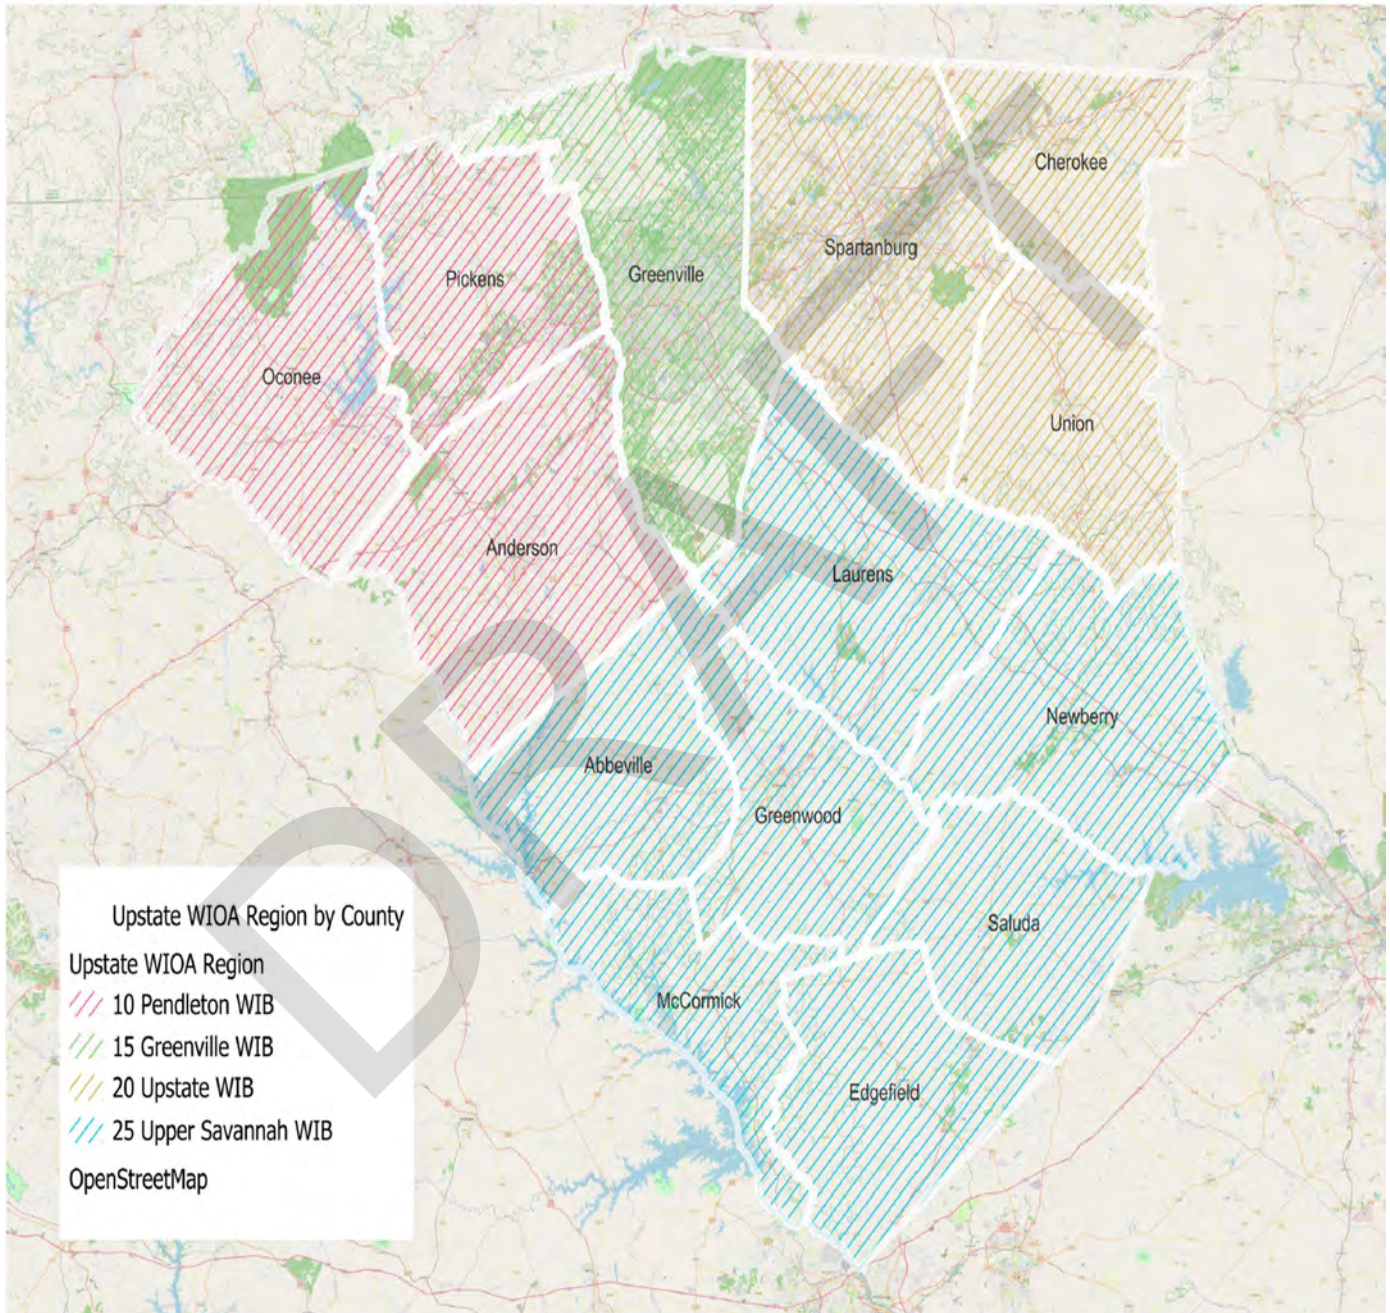 Cherokee
Spartanburg
Greenville
Pickens
Oconee
Union
Anderson
Laurens
Newberry
Abbeville
Greenwood
Saluda
McCormick
Edgefield
DRAFT
Upstate WIOA Region by County
Upstate WIOA Region
10 Pendleton WIB
15 Greenville WIB
20 Upstate WIB
25 Upper Savannah WIB
OpenStreetMap